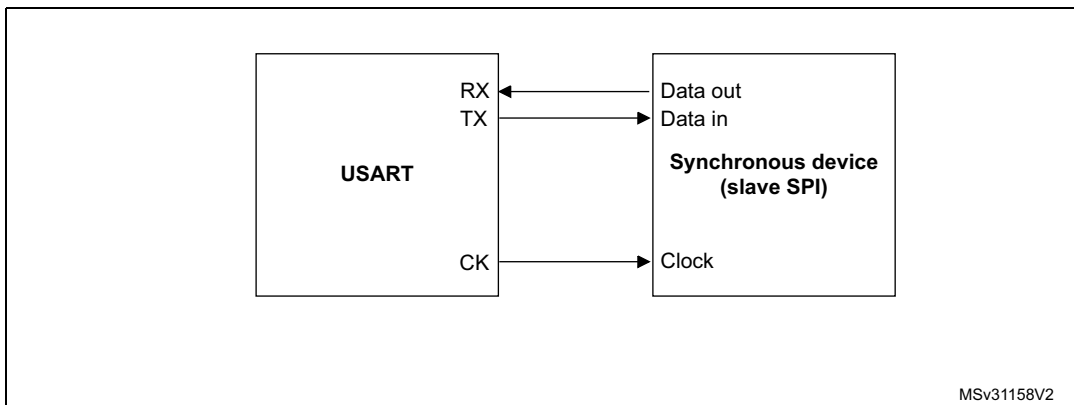 RX
TX
USART
CK
Data out
Data in
Synchronous device
(slave SPI)
Clock
MSv31158V2